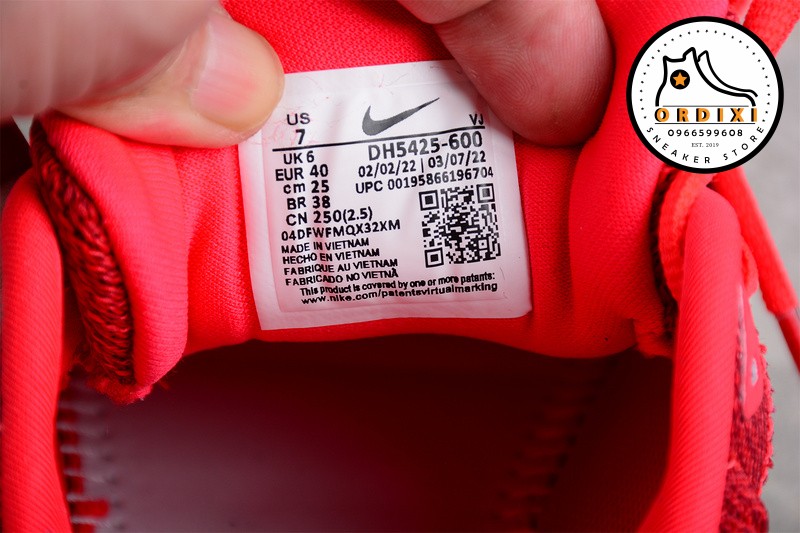 US
7
VJ
UK 6
EUR 40
cm 25
BR 38
CN 250(2.5)
DH5425-600
02/02/22 | 03/07/22
UPC 00195866196704
04DFWFMQX32XM
MADE IN VIETNAM
HECHO EN VIETNAM
FABRIQUE AU VIETNAM
FABRICADO NO VIETNÃ
This product is covered by one or more patents:
www.nike.com/patentsvirtualmarking
ORDIXI
0966599608
EST. 2019
SNEAKER STORE